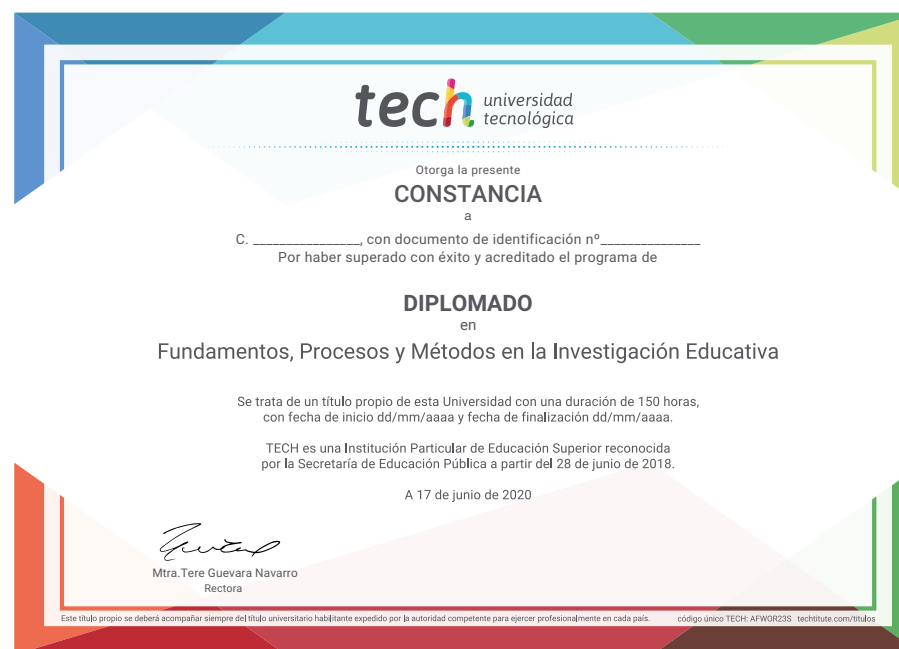 tech universidad
tecnológica
Otorga la presente
CONSTANCIA
a
C. ________________, con documento de identificación nº_______________
Por haber superado con éxito y acreditado el programa de
DIPLOMADO
en
Fundamentos, Procesos y Métodos en la Investigación Educativa
Se trata de un título propio de esta Universidad con una duración de 150 horas,
con fecha de inicio dd/mm/aaaa y fecha de finalización dd/mm/aaaa.
TECH es una Institución Particular de Educación Superior reconocida
por la Secretaría de Educación Pública a partir del 28 de junio de 2018.
A 17 de junio de 2020
Mtra.Tere Guevara Navarro
Rectora
Este título propio se deberá acompañar siempre del título universitario habilitante expedido por la autoridad competente para ejercer profesionalmente en cada país. código único TECH: AFWOR23S techtitute.com/titulos